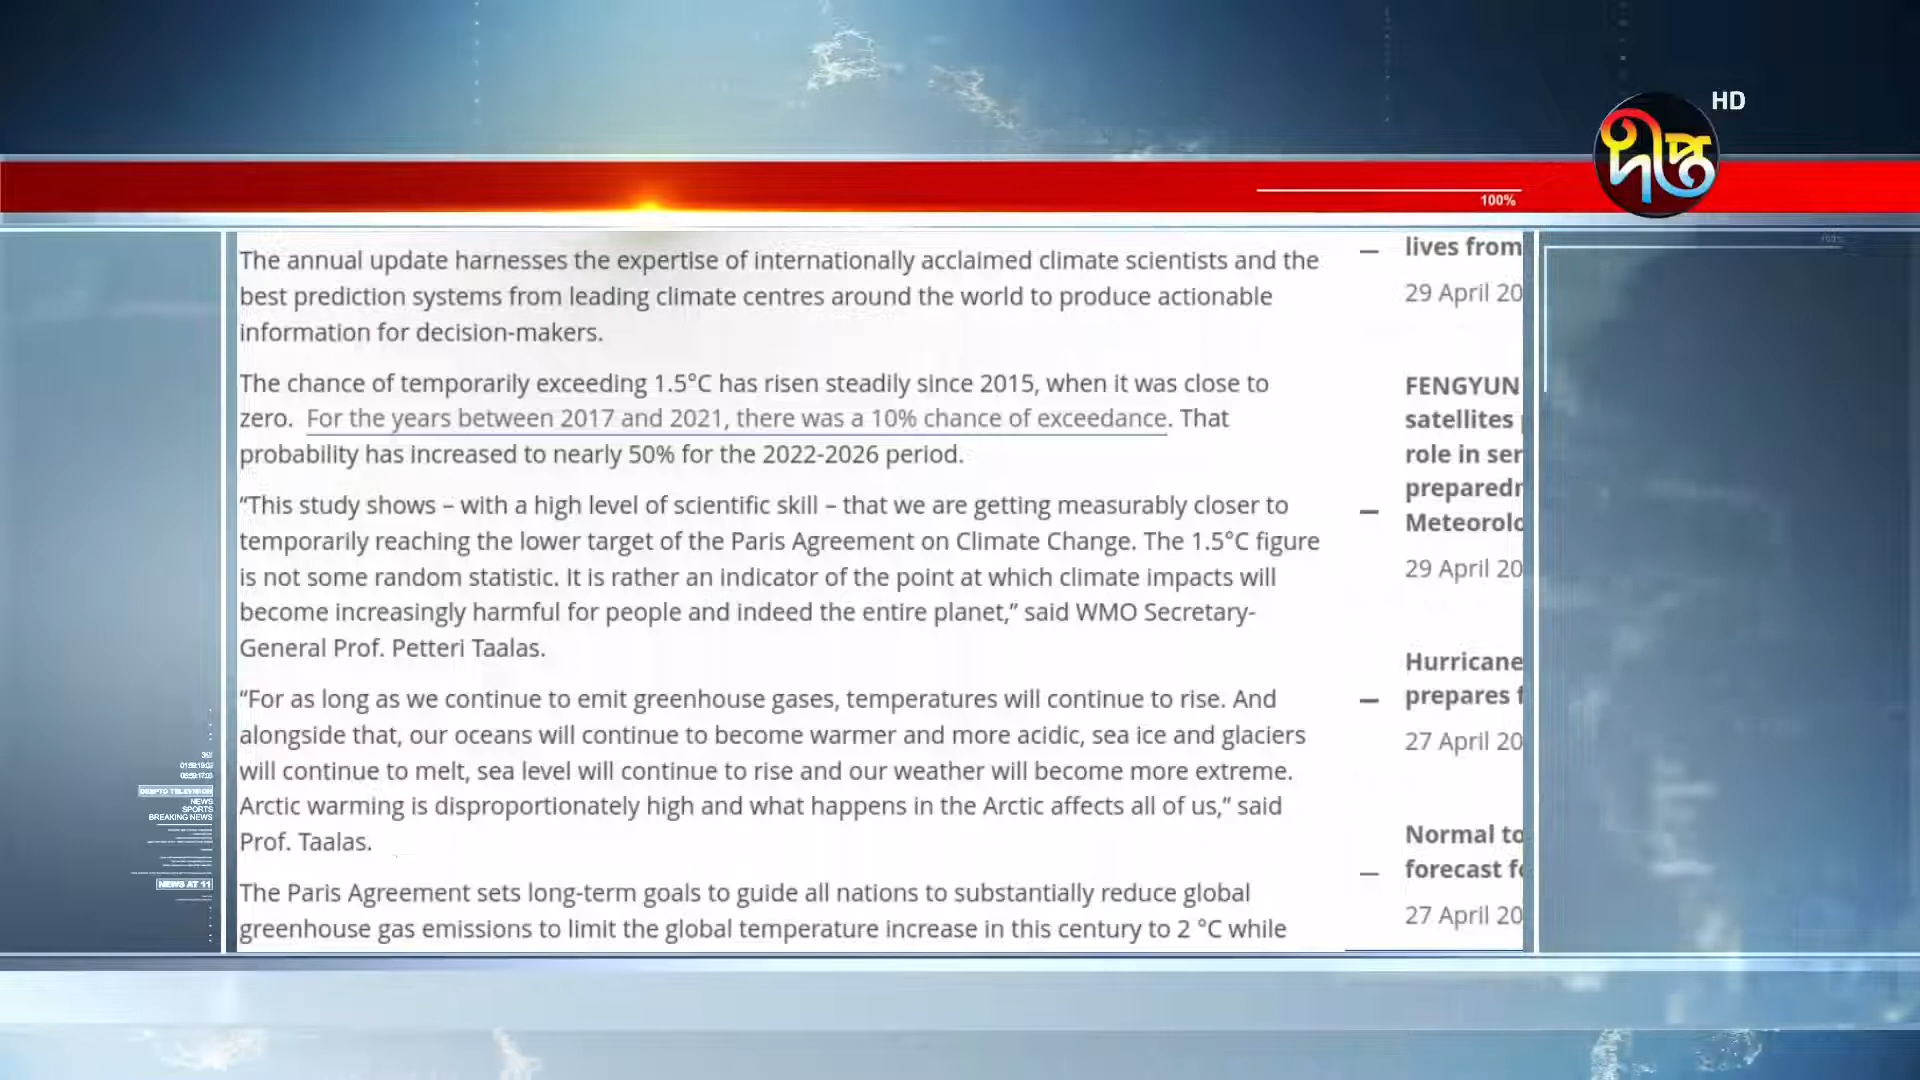 HD
দীপ্ত
100%
The annual update harnesses the expertise of internationally acclaimed climate scientists and the
best prediction systems from leading climate centres around the world to produce actionable
information for decision-makers.
The chance of temporarily exceeding 1.5°C has risen steadily since 2015, when it was close to
zero. For the years between 2017 and 2021, there was a 10% chance of exceedance. That
probability has increased to nearly 50% for the 2022-2026 period.
“This study shows – with a high level of scientific skill – that we are getting measurably closer to
temporarily reaching the lower target of the Paris Agreement on Climate Change. The 1.5°C figure
is not some random statistic. It is rather an indicator of the point at which climate impacts will
become increasingly harmful for people and indeed the entire planet,” said WMO Secretary-
General Prof. Petteri Taalas.
“For as long as we continue to emit greenhouse gases, temperatures will continue to rise. And
alongside that, our oceans will continue to become warmer and more acidic, sea ice and glaciers
will continue to melt, sea level will continue to rise and our weather will become more extreme.
Arctic warming is disproportionately high and what happens in the Arctic affects all of us,” said
Prof. Taalas.
The Paris Agreement sets long-term goals to guide all nations to substantially reduce global
greenhouse gas emissions to limit the global temperature increase in this century to 2 °C while
lives from
29 April 20
FENGYUN
satellites
role in ser
preparedr
Meteorolo
29 April 20
Hurricane
prepares f
27 April 20
Normal to
forecast fo
27 April 20
DEEPTO TELEVISION
NEWS
SPORTS
BREAKING NEWS
NEWS AT 11